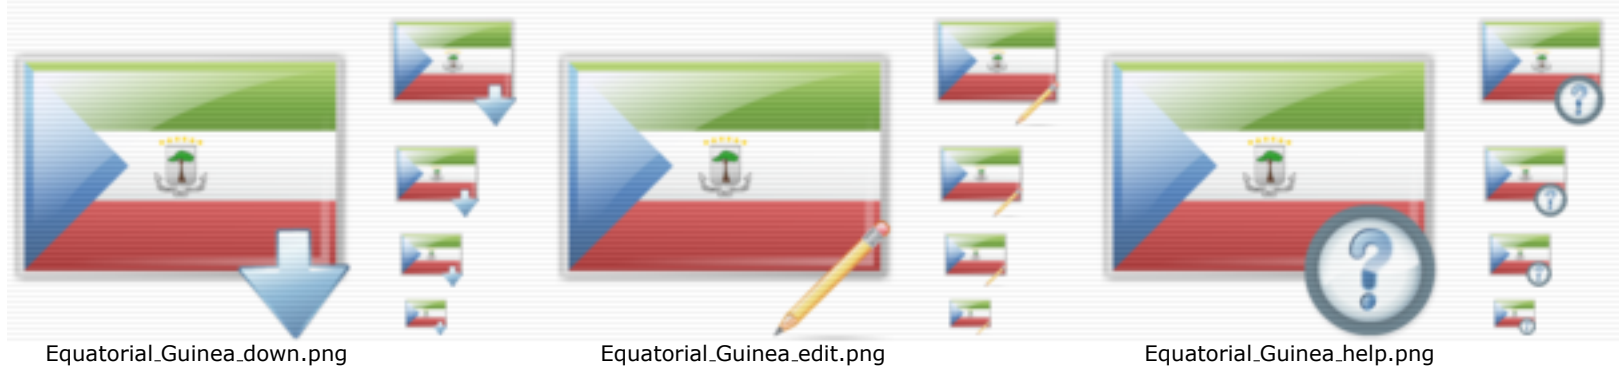 Equatorial_Guinea_down.png
Equatorial_Guinea_edit.png
Equatorial_Guinea_help.png